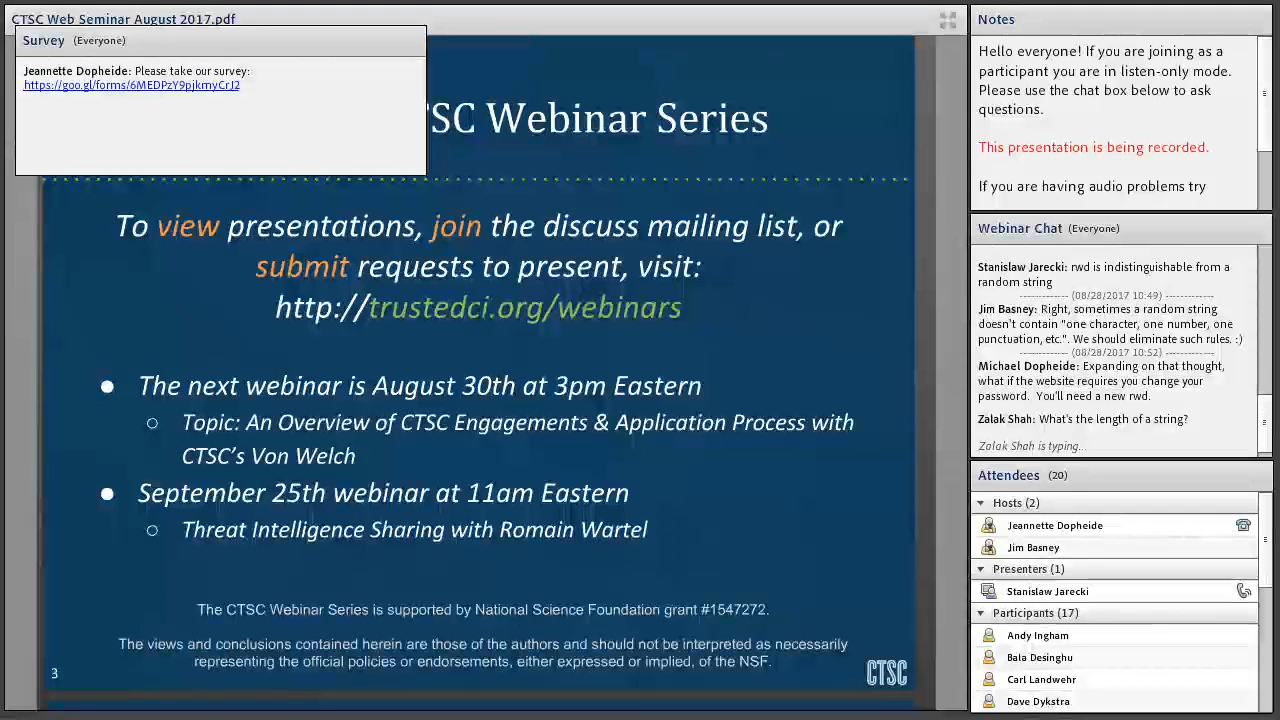 CTSC Web Seminar August 2017.pdf
Survey (Everyone)
Jeannette Dopheide: Please take our survey:
https://goo.gl/forms/6MEDPzY9pjkmyCrJ2
TSC Webinar Series
To view presentations, join the discuss mailing list, or
submit requests to present, visit:
http://trustedci.org/webinars
● The next webinar is August 30th at 3pm Eastern
○ Topic: An Overview of CTSC Engagements & Application Process with
CTSC's Von Welch
● September 25th webinar at 11am Eastern
○ Threat Intelligence Sharing with Romain Wartel
The CTSC Webinar Series is supported by National Science Foundation grant #1547272.
The views and conclusions contained herein are those of the authors and should not be interpreted as necessarily
representing the official policies or endorsements, either expressed or implied, of the NSF.
3
CTSC
Notes
Hello everyone! If you are joining as a
participant you are in listen-only mode.
Please use the chat box below to ask
questions.
This presentation is being recorded.
If you are having audio problems try
Webinar Chat (Everyone)
Stanislaw Jarecki: rwd is indistinguishable from a
random string
------------ (08/28/2017 10:49) ------------
Jim Basney: Right, sometimes a random string
doesn't contain "one character, one number, one
punctuation, etc.". We should eliminate such rules. :)
------------ (08/28/2017 10:52) ------------
Michael Dopheide: Expanding on that thought,
what if the website requires you change your
password. You'll need a new rwd.
Zalak Shah: What's the length of a string?
Zalak Shah is typing...
Attendees (20)
Hosts (2)
Jeannette Dopheide
Jim Basney
Presenters (1)
Stanislaw Jarecki
Participants (17)
Andy Ingham
Bala Desinghu
Carl Landwehr
Dave Dykstra